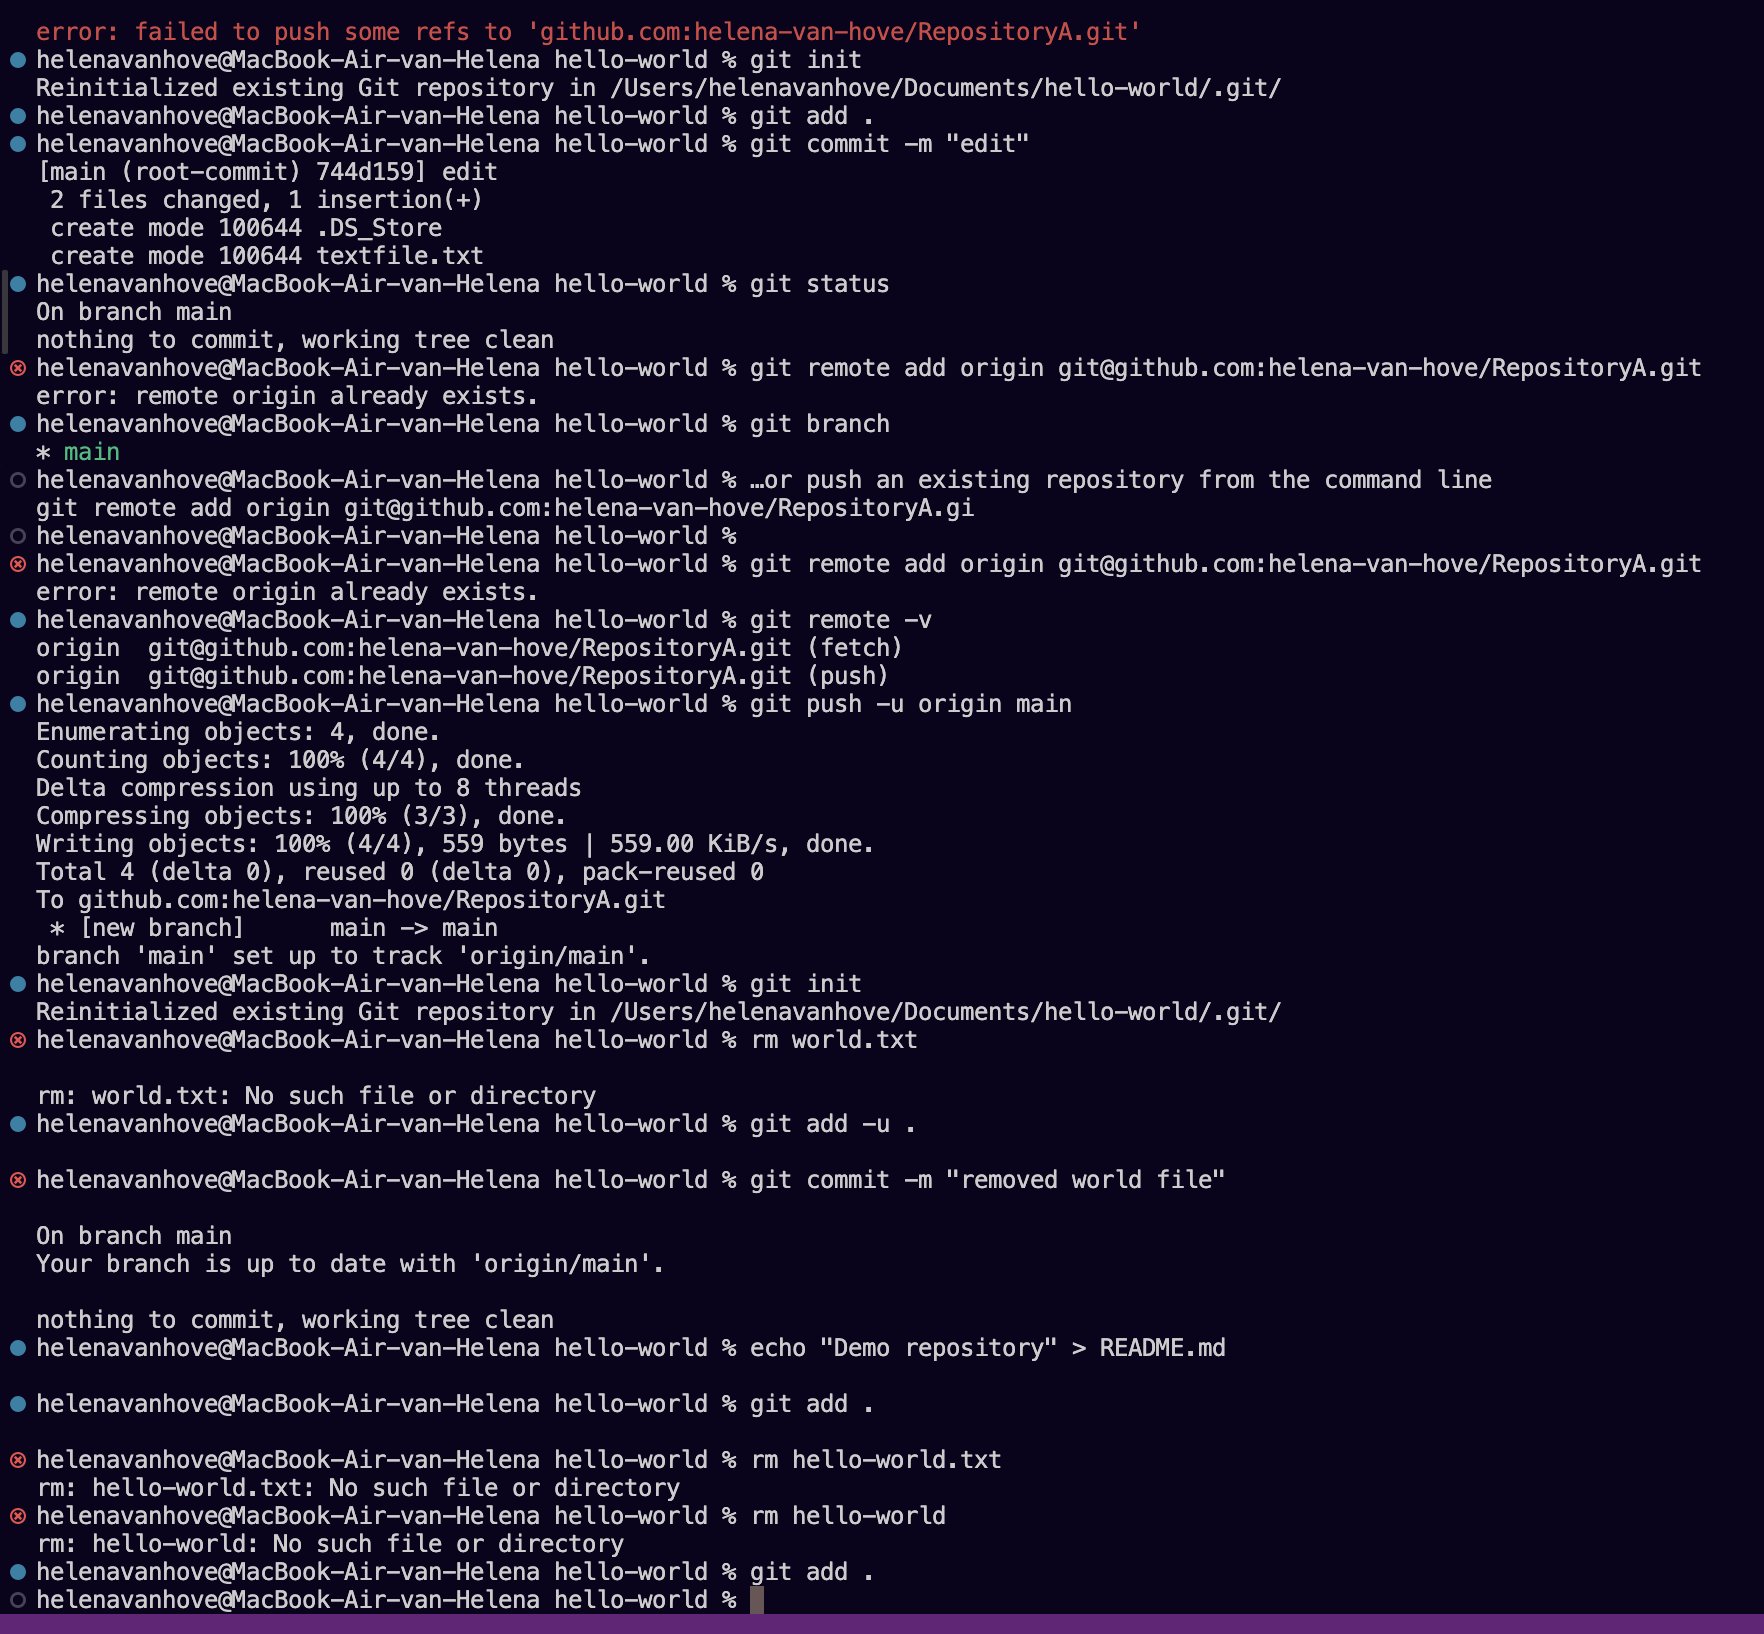 error: failed to push some refs to 'github.com:helena-van-hove/RepositoryA.git'
helenavanhove@MacBook-Air-van-Helena hello-world % git init
Reinitialized existing Git repository in /Users/helenavanhove/Documents/hello-world/.git/
helenavanhove@MacBook-Air-van-Helena hello-world % git add .
helenavanhove@MacBook-Air-van-Helena hello-world % git commit -m "edit"
[main (root-commit) 744d159] edit
 2 files changed, 1 insertion(+)
 create mode 100644 .DS_Store
 create mode 100644 textfile.txt
helenavanhove@MacBook-Air-van-Helena hello-world % git status
On branch main
nothing to commit, working tree clean
helenavanhove@MacBook-Air-van-Helena hello-world % git remote add origin git@github.com:helena-van-hove/RepositoryA.git
error: remote origin already exists.
helenavanhove@MacBook-Air-van-Helena hello-world % git branch
* main
helenavanhove@MacBook-Air-van-Helena hello-world % …or push an existing repository from the command line
git remote add origin git@github.com:helena-van-hove/RepositoryA.gi
helenavanhove@MacBook-Air-van-Helena hello-world %
helenavanhove@MacBook-Air-van-Helena hello-world % git remote add origin git@github.com:helena-van-hove/RepositoryA.git
error: remote origin already exists.
helenavanhove@MacBook-Air-van-Helena hello-world % git remote -v
origin  git@github.com:helena-van-hove/RepositoryA.git (fetch)
origin  git@github.com:helena-van-hove/RepositoryA.git (push)
helenavanhove@MacBook-Air-van-Helena hello-world % git push -u origin main
Enumerating objects: 4, done.
Counting objects: 100% (4/4), done.
Delta compression using up to 8 threads
Compressing objects: 100% (3/3), done.
Writing objects: 100% (4/4), 559 bytes | 559.00 KiB/s, done.
Total 4 (delta 0), reused 0 (delta 0), pack-reused 0
To github.com:helena-van-hove/RepositoryA.git
 * [new branch]      main -> main
branch 'main' set up to track 'origin/main'.
helenavanhove@MacBook-Air-van-Helena hello-world % git init
Reinitialized existing Git repository in /Users/helenavanhove/Documents/hello-world/.git/
helenavanhove@MacBook-Air-van-Helena hello-world % rm world.txt
rm: world.txt: No such file or directory
helenavanhove@MacBook-Air-van-Helena hello-world % git add -u .
helenavanhove@MacBook-Air-van-Helena hello-world % git commit -m "removed world file"
On branch main
Your branch is up to date with 'origin/main'.
nothing to commit, working tree clean
helenavanhove@MacBook-Air-van-Helena hello-world % echo "Demo repository" > README.md
helenavanhove@MacBook-Air-van-Helena hello-world % git add .
helenavanhove@MacBook-Air-van-Helena hello-world % rm hello-world.txt
rm: hello-world.txt: No such file or directory
helenavanhove@MacBook-Air-van-Helena hello-world % rm hello-world
rm: hello-world: No such file or directory
helenavanhove@MacBook-Air-van-Helena hello-world % git add .
helenavanhove@MacBook-Air-van-Helena hello-world %